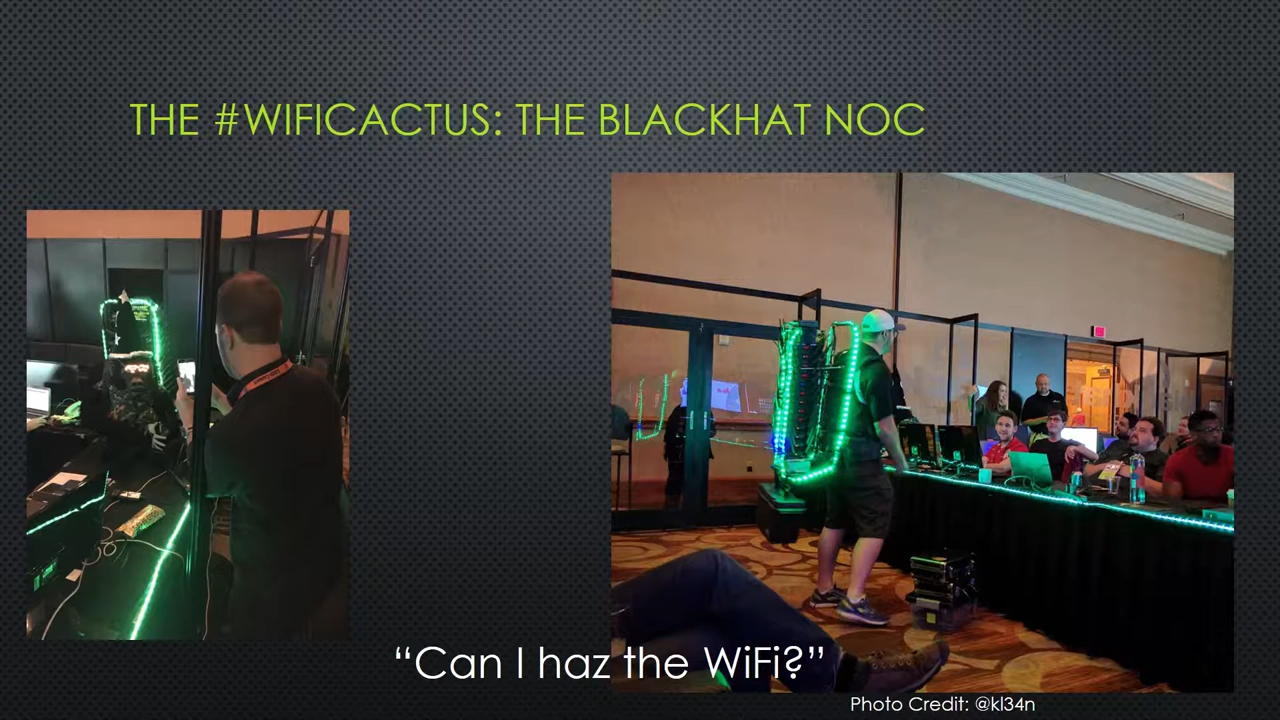 THE #WIFICACTUS: THE BLACKHAT NOC
“Can I haz the WiFi?”
Photo Credit: @kl34n